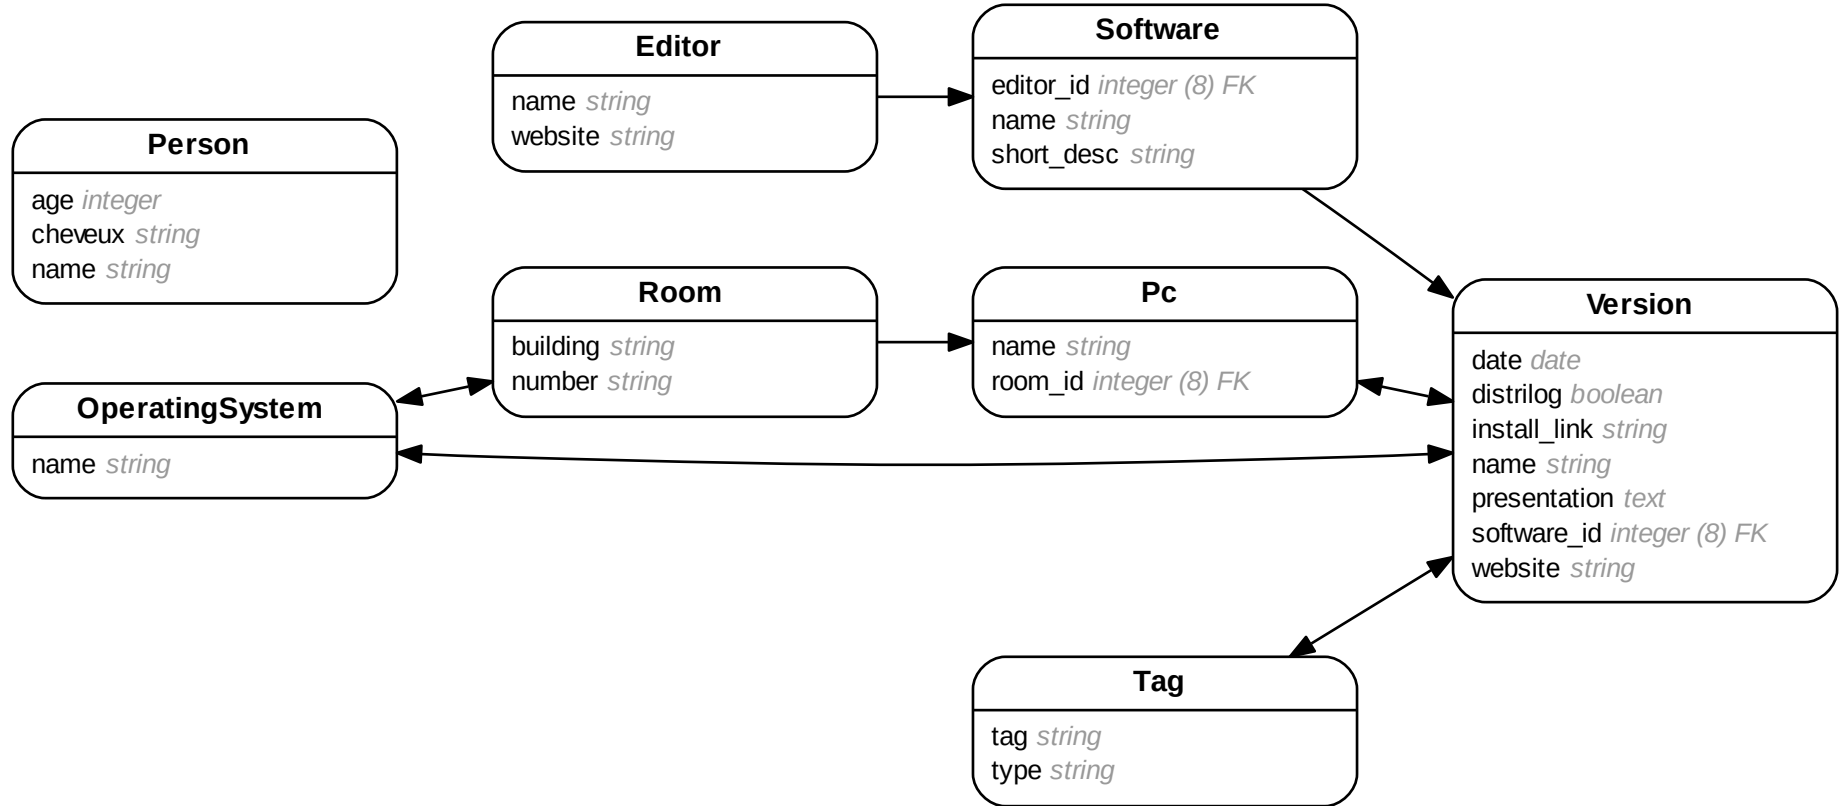 Person
age integer
cheveux string
name string
OperatingSystem
name string
Editor
name string
website string
Room
building string
number string
Software
editor_id integer (8) FK
name string
short_desc string
Pc
name string
room_id integer (8) FK
Tag
tag string
type string
Version
date date
distrilog boolean
install_link string
name string
presentation text
software_id integer (8) FK
website string